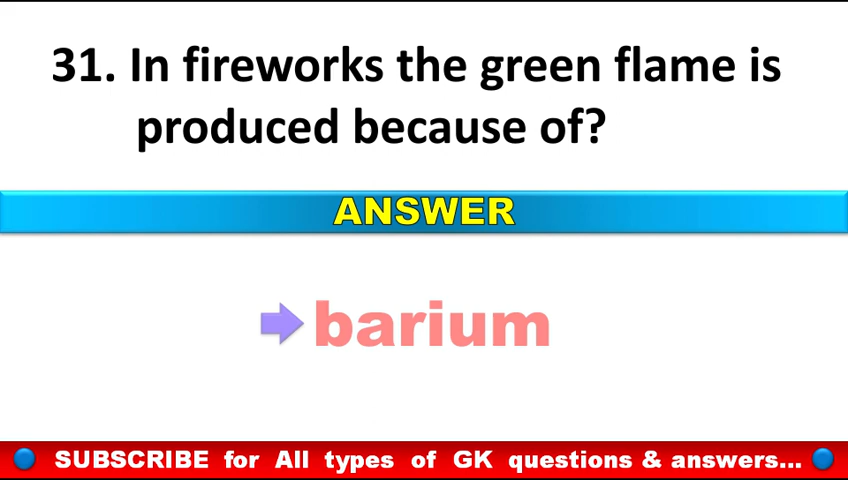 31. In fireworks the green flame is
produced because of?
ANSWER
barium
SUBSCRIBE for All types of GK questions & answers...